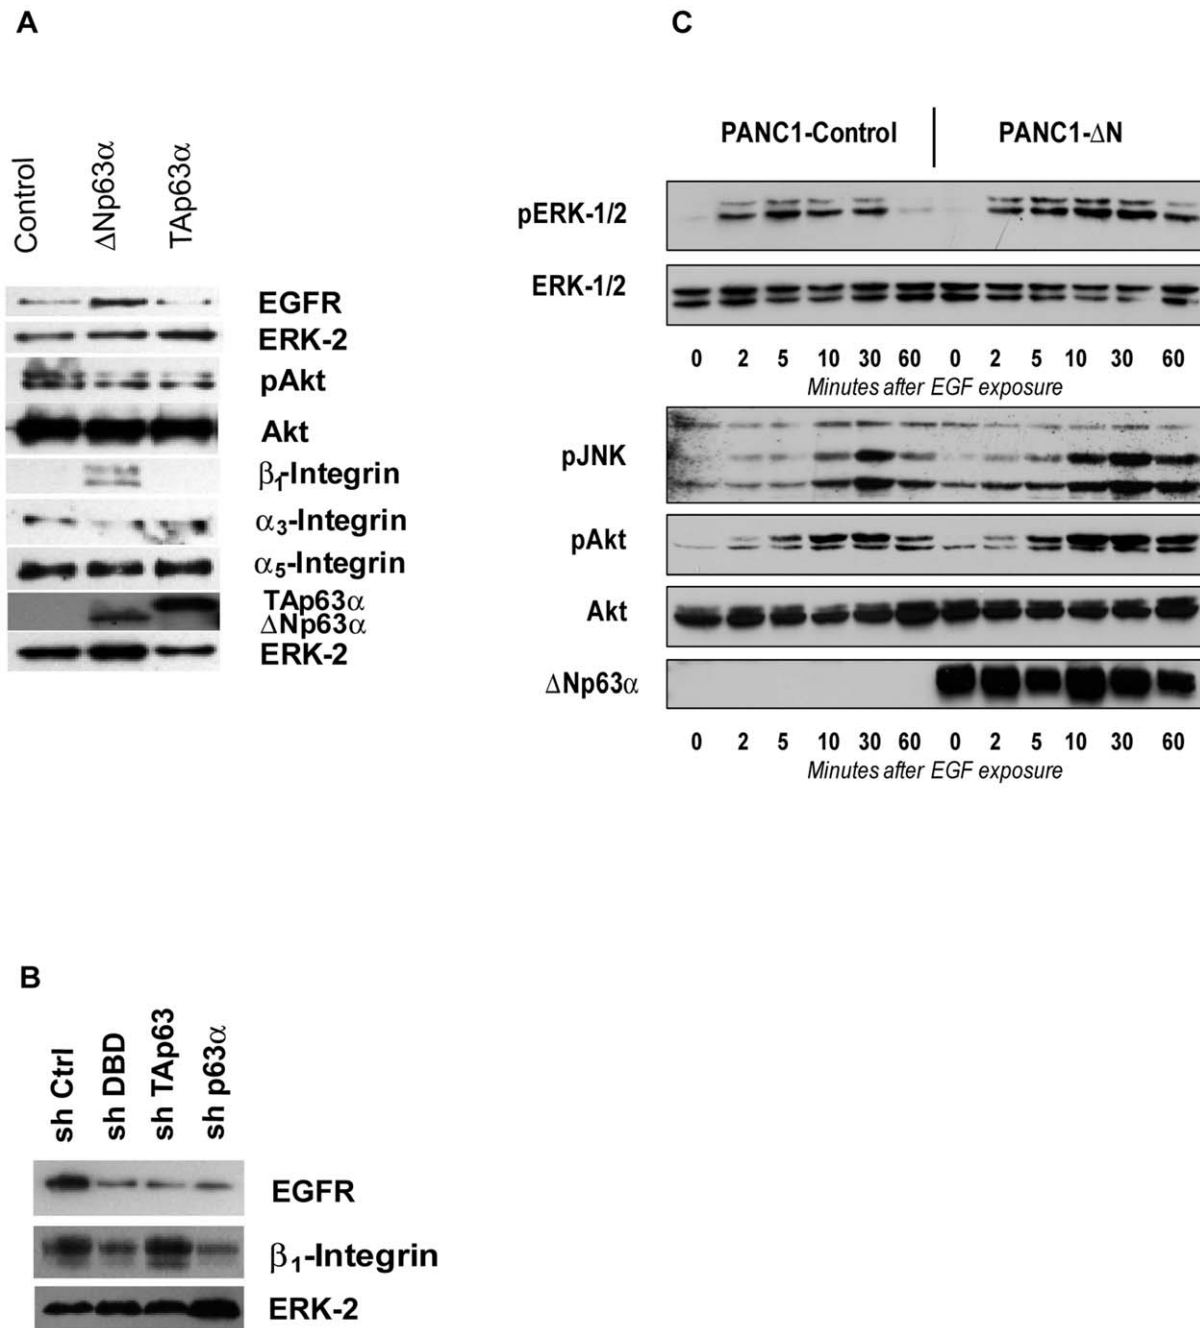 A
Control
ΔNp63α
TAp63α
EGFR
ERK-2
pAkt
Akt
β1-Integrin
α3-Integrin
α5-Integrin
TAp63α
ΔNp63α
ERK-2
C
PANC1-Control
PANC1-ΔN
pERK-1/2
ERK-1/2
0 2 5 10 30 60 0 2 5 10 30 60
Minutes after EGF exposure
pJNK
pAkt
Akt
ΔNp63α
0 2 5 10 30 60 0 2 5 10 30 60
Minutes after EGF exposure
B
sh Ctrl
sh DBD
sh TAp63
sh p63α
EGFR
β1-Integrin
ERK-2